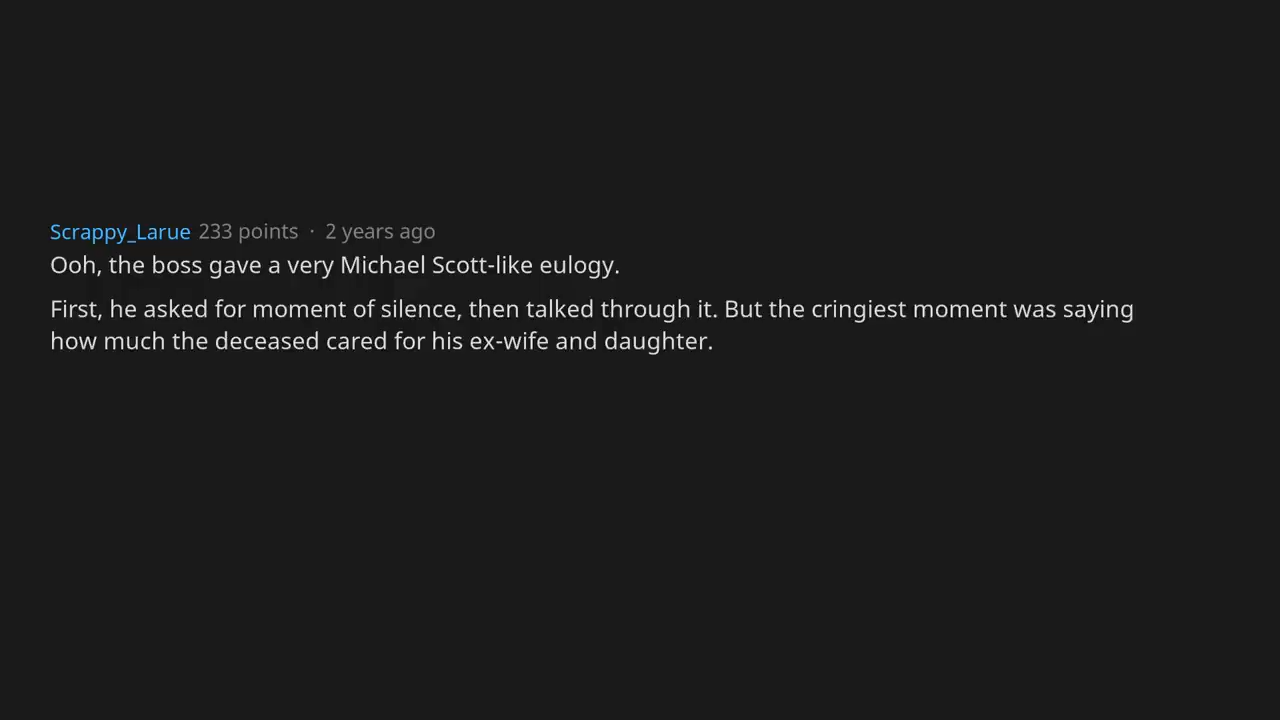 Scrappy_Larue 233 points · 2 years ago
Ooh, the boss gave a very Michael Scott-like eulogy.
First, he asked for moment of silence, then talked through it. But the cringiest moment was saying
how much the deceased cared for his ex-wife and daughter.